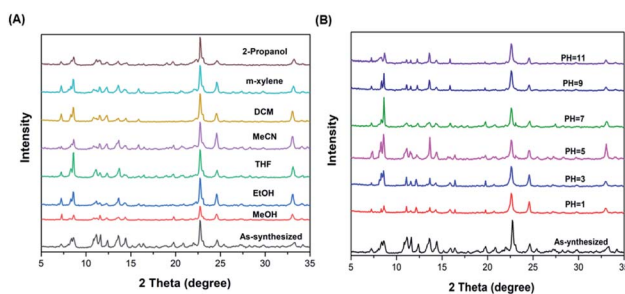 (A)
Intensity
2-Propanol
m-xylene
DCM
MeCN
THF
EtOH
MeOH
As-synthesized
5 10 15 20 25 30 35
2 Theta (degree)
(B)
Intensity
PH=11
PH=9
PH=7
PH=5
PH=3
PH=1
As-ynthesized
5 10 15 20 25 30 35
2 Theta (degree)